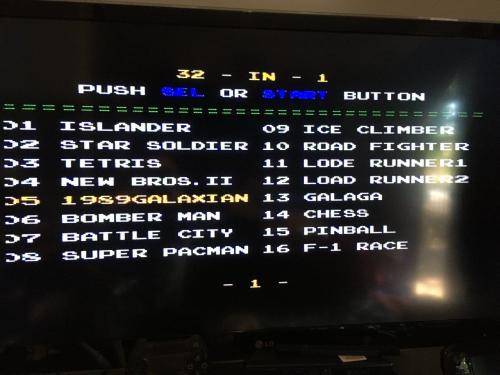 32 - IN - 1
PUSH SEL OR START BUTTON
01 ISLANDER 09 ICE CLIMBER
02 STAR SOLDIER 10 ROAD FIGHTER
03 TETRIS 11 LODE RUNNER1
04 NEW BROS.II 12 LOAD RUNNER2
05 1989GALAXIAN 13 GALAGA
06 BOMBER MAN 14 CHESS
07 BATTLE CITY 15 PINBALL
08 SUPER PACMAN 16 F-1 RACE
- 1 -
LG